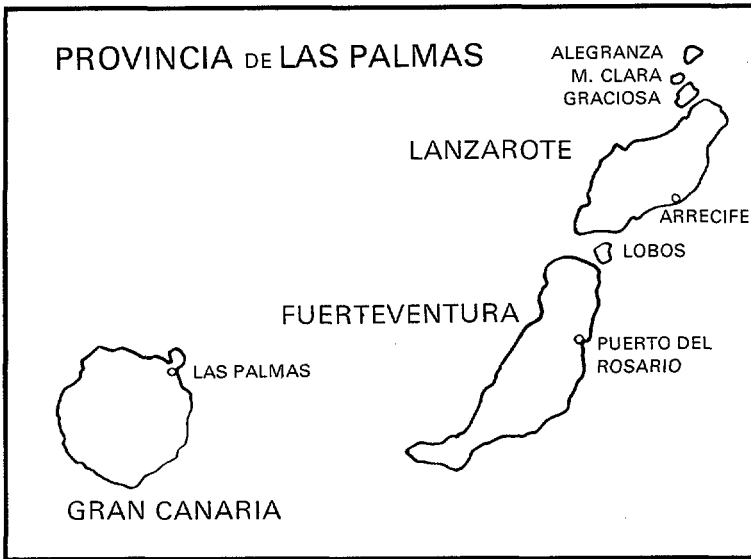 PROVINCIA DE LAS PALMAS
ALEGRANZA
M. CLARA
GRACIOSA
LANZAROTE
ARRECIFE
LOBOS
FUERTEVENTURA
PUERTO DEL
ROSARIO
LAS PALMAS
GRAN CANARIA